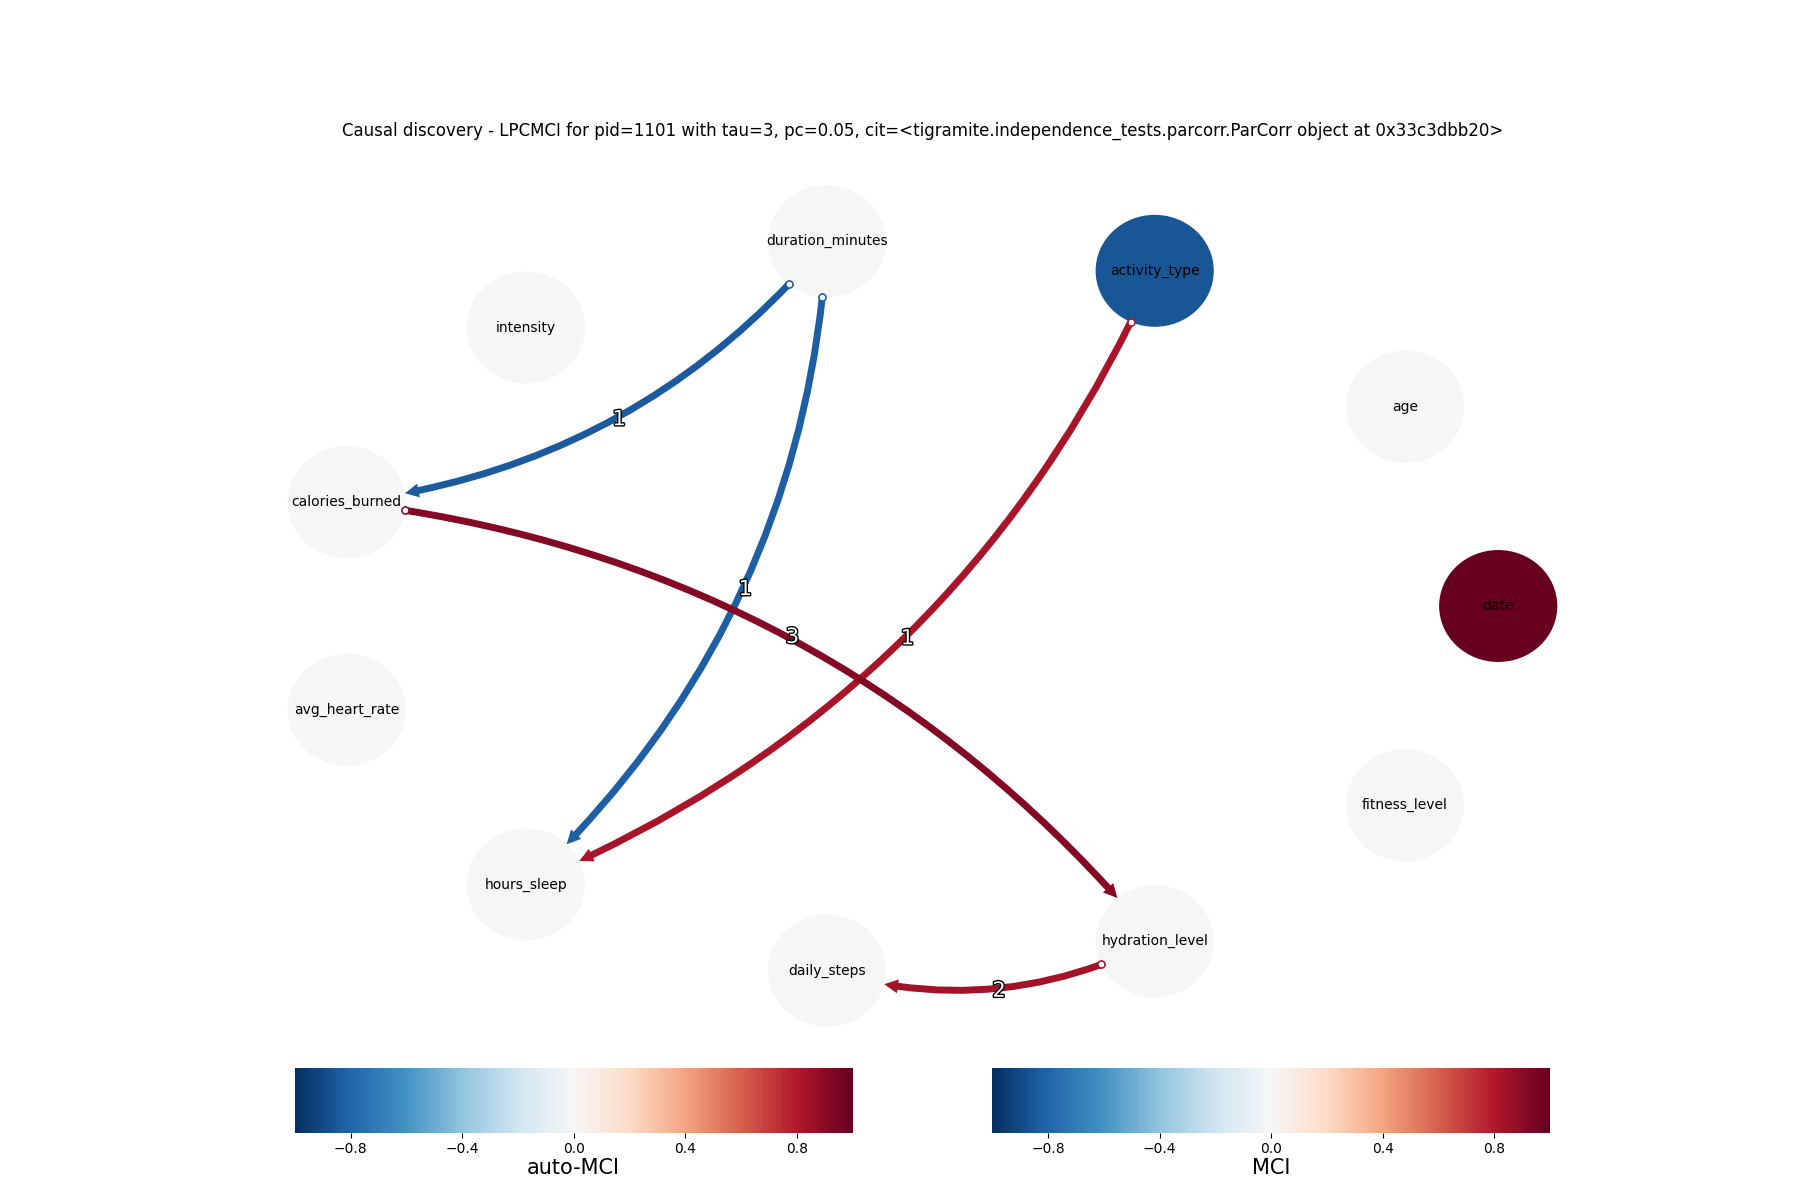 Causal discovery - LPCMCI for pid=1101 with tau=3, pc=0.05, cit=<tigramite.independence_tests.parcorr.ParCorr object at 0x33c3dbb20>
duration_minutes
activity_type
intensity
age
1
calories_burned
1
date
3
1
avg_heart_rate
fitness_level
hours_sleep
hydration_level
daily_steps
2
−0.8 −0.4 0.0 0.4 0.8
auto-MCI
−0.8 −0.4 0.0 0.4 0.8
MCI